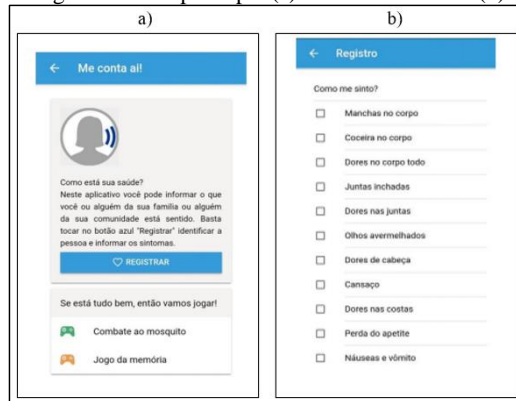 a)
Me conta aí!
Como está sua saúde?
Neste aplicativo você pode informar o que
você ou alguém da sua família ou alguém
da sua comunidade está sentido. Basta
tocar no botão azul "Registrar" identificar a
pessoa e informar os sintomas.
REGISTRAR
Se está tudo bem, então vamos jogar!
Combate ao mosquito
Jogo da memória
b)
Registro
Como me sinto?
Manchas no corpo
Coceira no corpo
Dores no corpo todo
Juntas inchadas
Dores nas juntas
Olhos avermelhados
Dores de cabeça
Cansaço
Dores nas costas
Perda do apetite
Náuseas e vômito